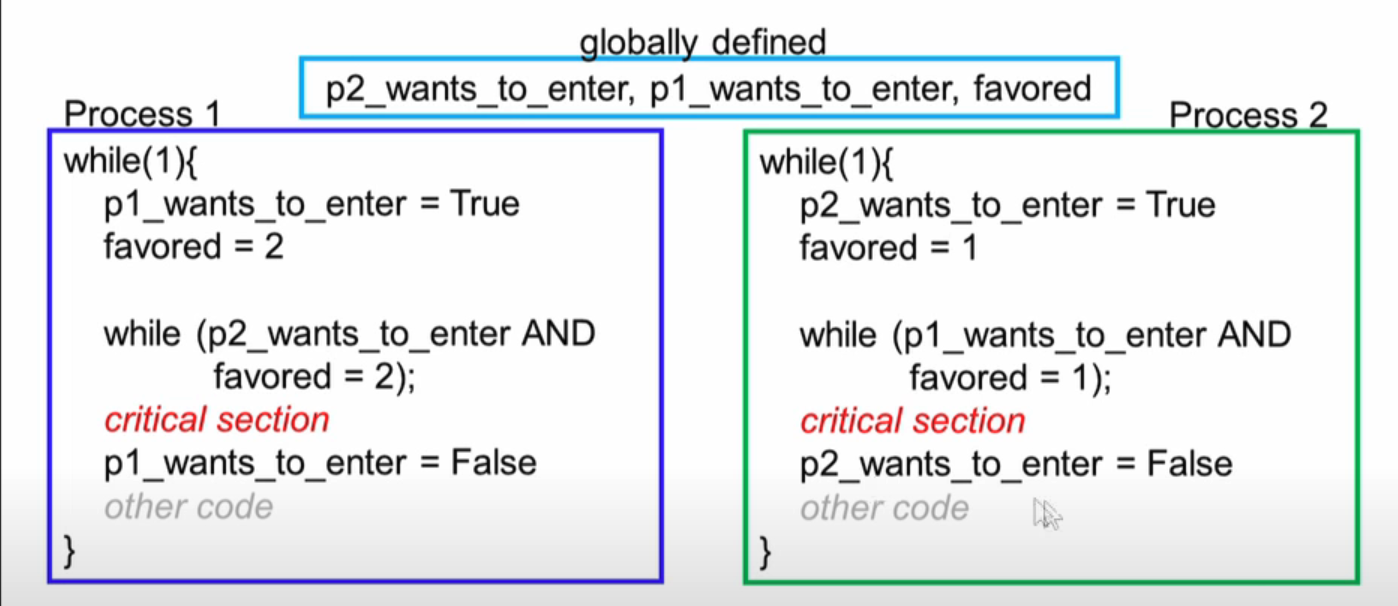 globally defined
p2_wants_to_enter, p1_wants_to_enter, favored
Process 1
while(1){
p1_wants_to_enter = True
favored = 2
while (p2_wants_to_enter AND
favored = 2);
critical section
p1_wants_to_enter = False
other code
}
Process 2
while(1){
p2_wants_to_enter = True
favored = 1
while (p1_wants_to_enter AND
favored = 1);
critical section
p2_wants_to_enter = False
other code
}